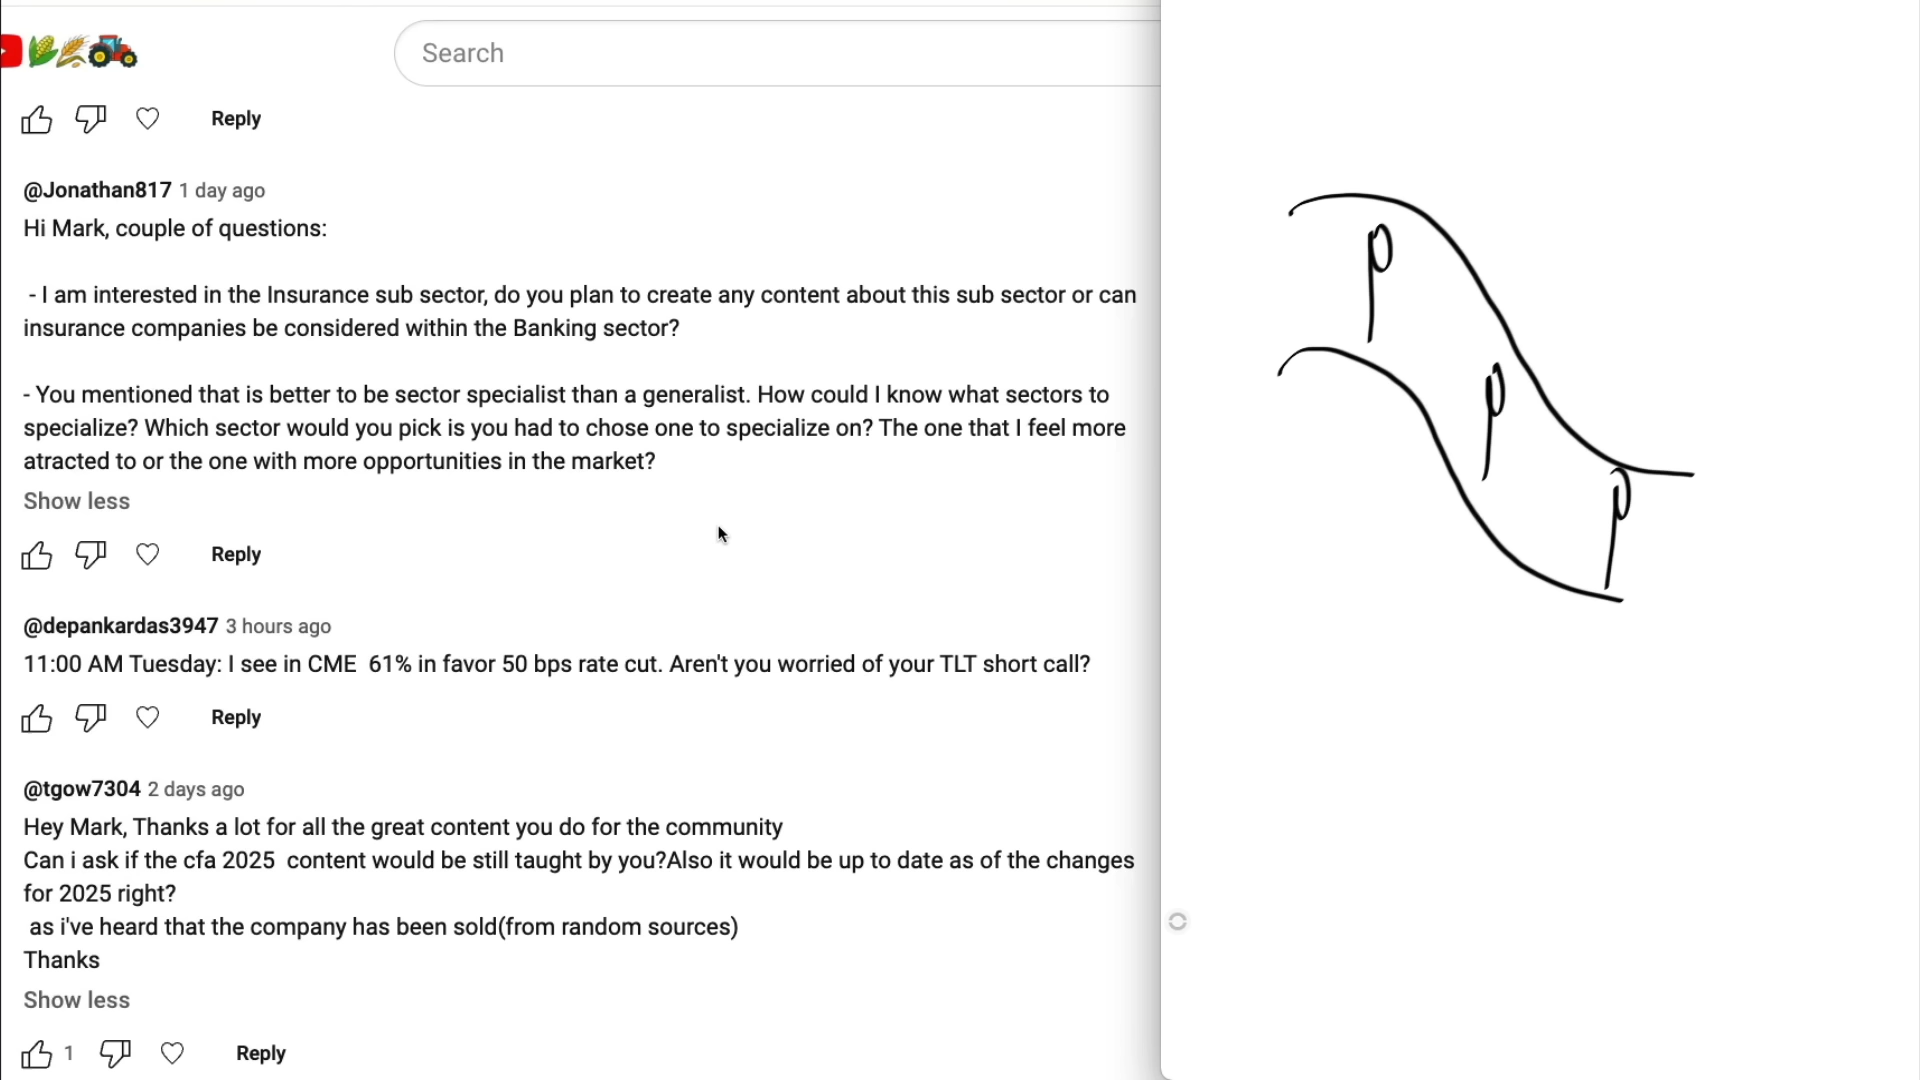 Search
Reply
@Jonathan817 1 day ago
Hi Mark, couple of questions:
- I am interested in the Insurance sub sector, do you plan to create any content about this sub sector or can
insurance companies be considered within the Banking sector?
- You mentioned that is better to be sector specialist than a generalist. How could I know what sectors to
specialize? Which sector would you pick is you had to chose one to specialize on? The one that I feel more
atracted to or the one with more opportunities in the market?
Show less
Reply
@depankardas3947 3 hours ago
11:00 AM Tuesday: I see in CME  61% in favor 50 bps rate cut. Aren't you worried of your TLT short call?
Reply
@tgow7304 2 days ago
Hey Mark, Thanks a lot for all the great content you do for the community
Can i ask if the cfa 2025  content would be still taught by you?Also it would be up to date as of the changes
for 2025 right?
as i've heard that the company has been sold(from random sources)
Thanks
Show less
1
Reply
p
p
p